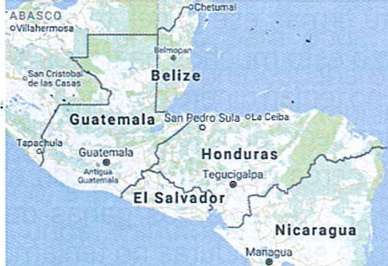 Chetumal
ABASCO
Villahermosa
Belmopan
Belize
San Cristobal
de las Casas
Guatemala
San Pedro Sula
La Ceiba
Tapachula
Guatemala
Honduras
Antigua
Guatemala
Tegucigalpa
El Salvador
Nicaragua
Managua